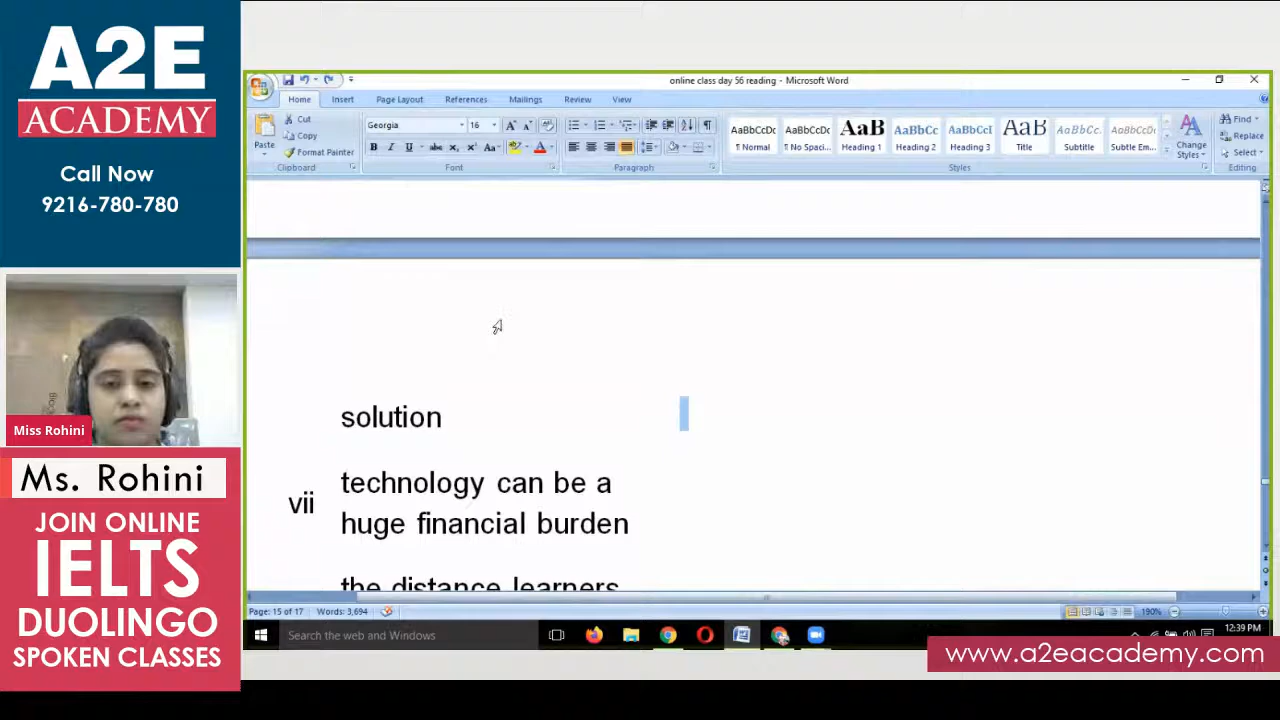 A2E
ACADEMY
Call Now
9216-780-780
Miss Rohini
Ms. Rohini
JOIN ONLINE
IELTS
DUOLINGO
SPOKEN CLASSES
online class day 56 reading - Microsoft Word
Home Insert Page Layout References Mailings Review View
Paste
Cut
Copy
Format Painter
Clipboard
Georgia 16
Font
Paragraph
AaBbCcDc AaBbCcDc AaB AaBbCc AaBbCcI AaB AaBbCc. AaBbCcDc
¶ Normal ¶ No Spaci... Heading 1 Heading 2 Heading 3 Title Subtitle Subtle Em...
Change
Styles
Styles
Find
Replace
Select
Editing
solution
technology can be a
vii
huge financial burden
the distance learners
Page: 15 of 17 Words: 3,694
190%
Search the web and Windows
12:39 PM
www.a2eacademy.com